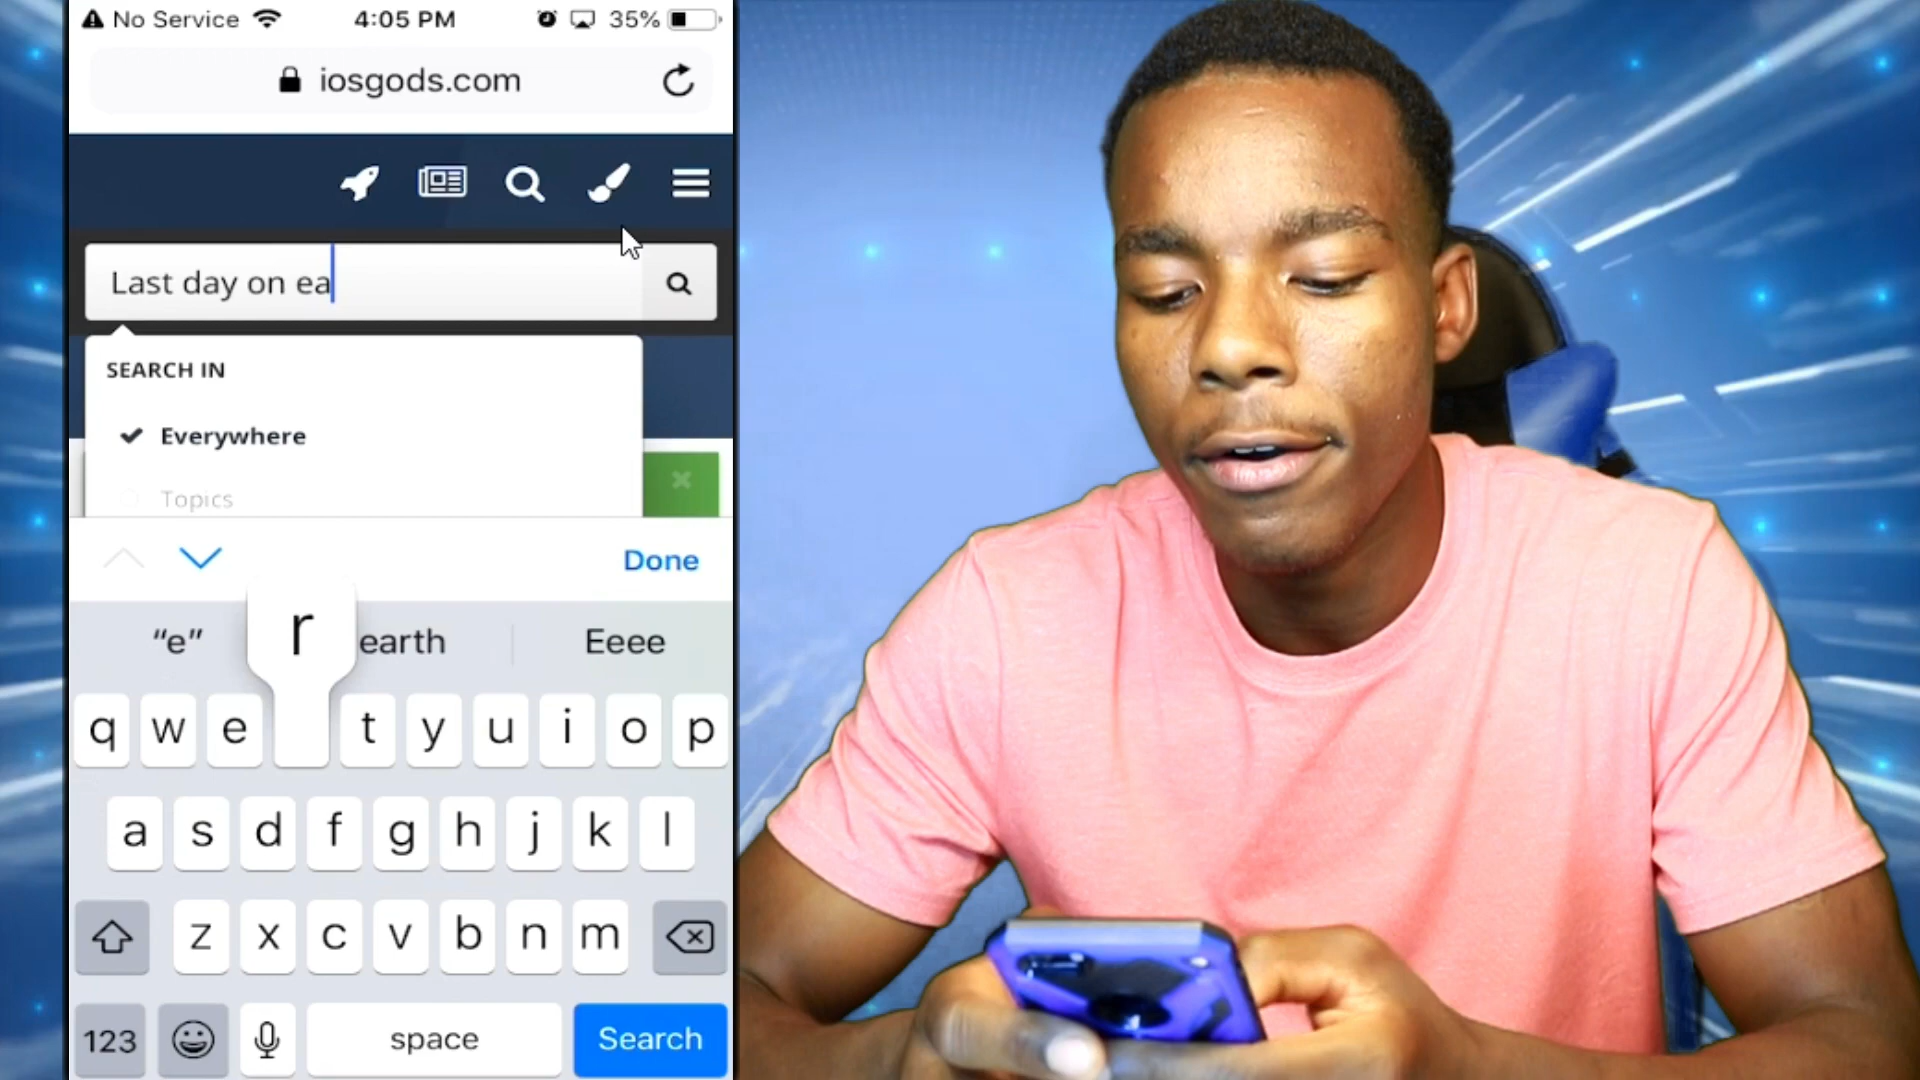 No Service 4:05 PM 35%
iosgods.com
Last day on ea
SEARCH IN
Everywhere
Topics
Done
“e” r earth Eeee
q w e t y u i o p
a s d f g h j k l
z x c v b n m
123 space Search